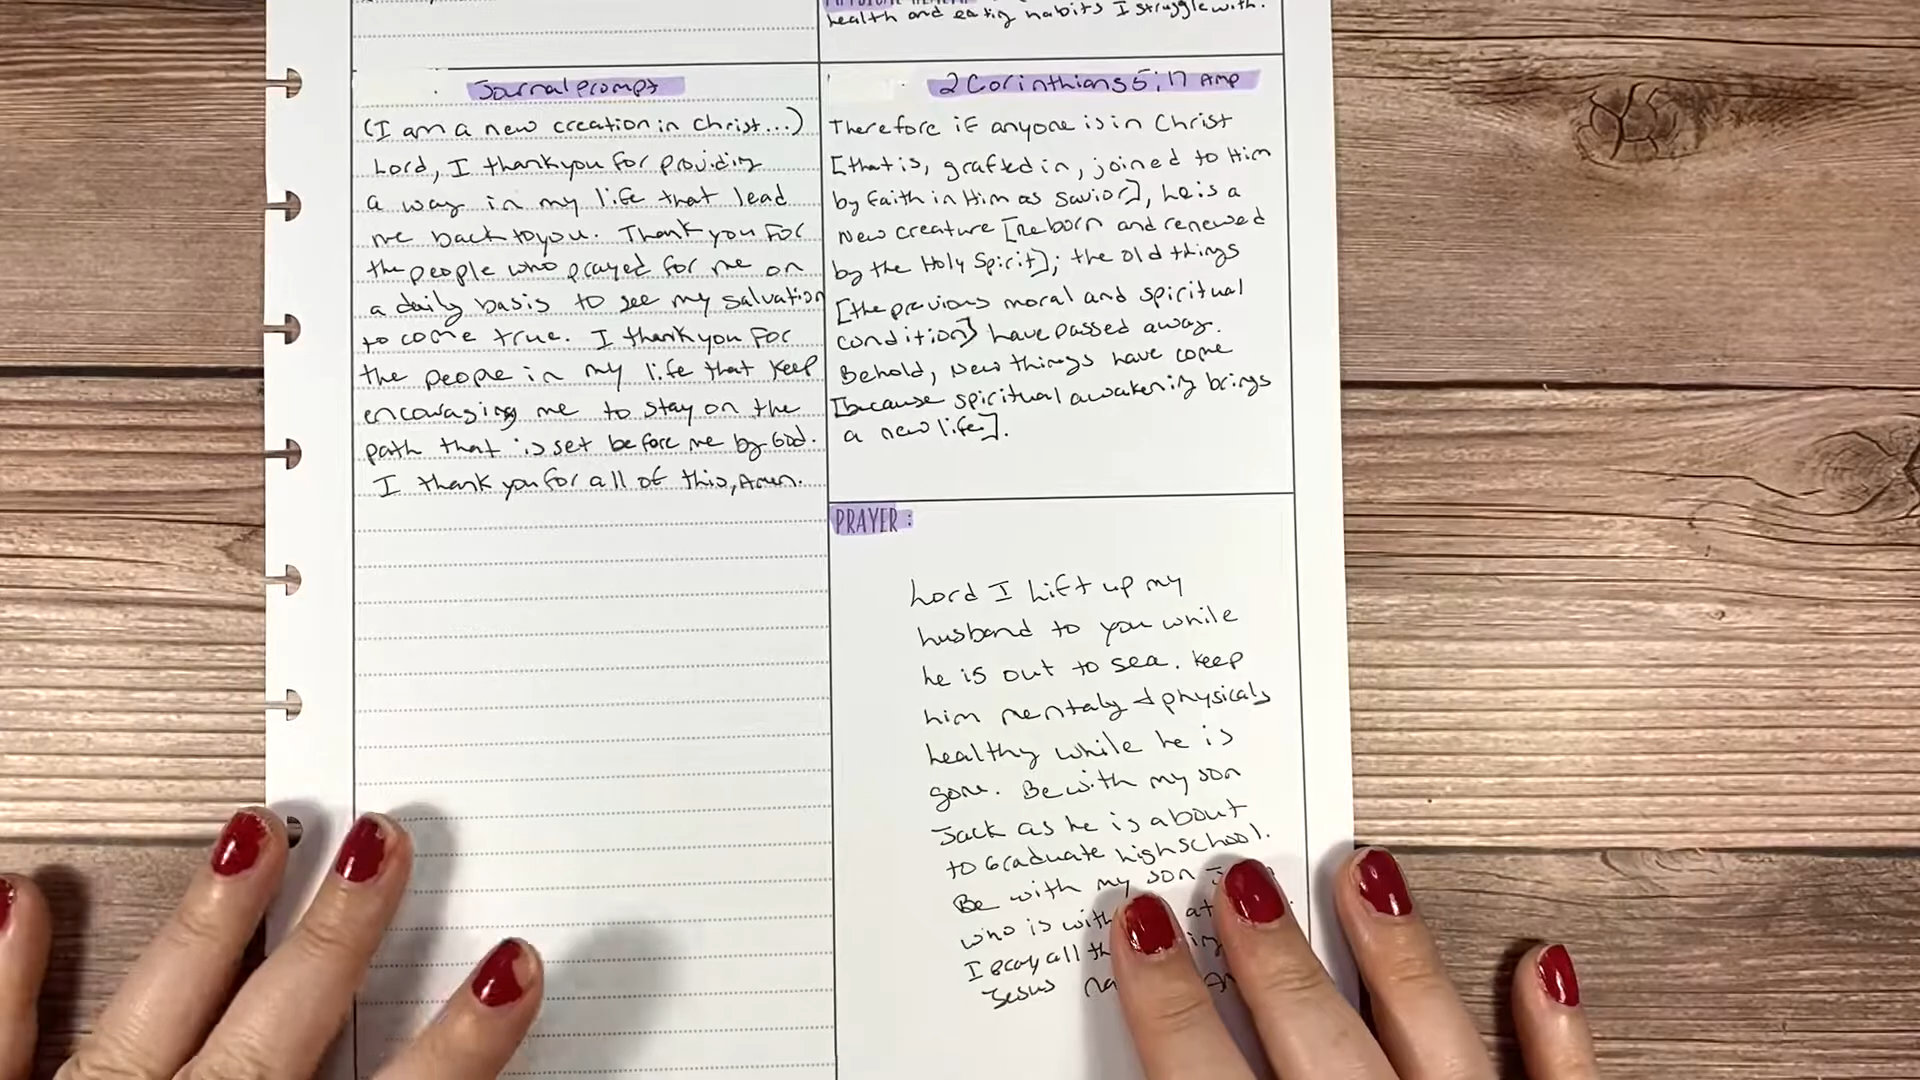 health and eatig habits I struggle with.
Journal prompt
(I am a new creation in Christ...)
Lord, I thank you for providing
a way in my life that lead
me back to you. Thank you for
the people who prayed for me on
a daily basis to see my salvation
to come true. I thank you for
the people in my life that keep
encouraging me to stay on the
path that is set before me by God.
I thank you for all of this, Amen.
2 Corinthians 5:17 AMP
Therefore if anyone is in Christ
[that is, grafted in, joined to Him
by faith in Him as Savior], he is a
new creature [reborn and renewed
by the Holy Spirit]; the old things
[the previous moral and spiritual
condition] have passed away.
Behold, new things have come
[because spiritual awakening brings
a new life].
PRAYER:
Lord I lift up my
husband to you while
he is out to sea. Keep
him mentaly + physicaly
healthy while he is
gone. Be with my son
Jack as he is about
to Graduate high school.
Be with my son
who is with at
I pray all
Jesus